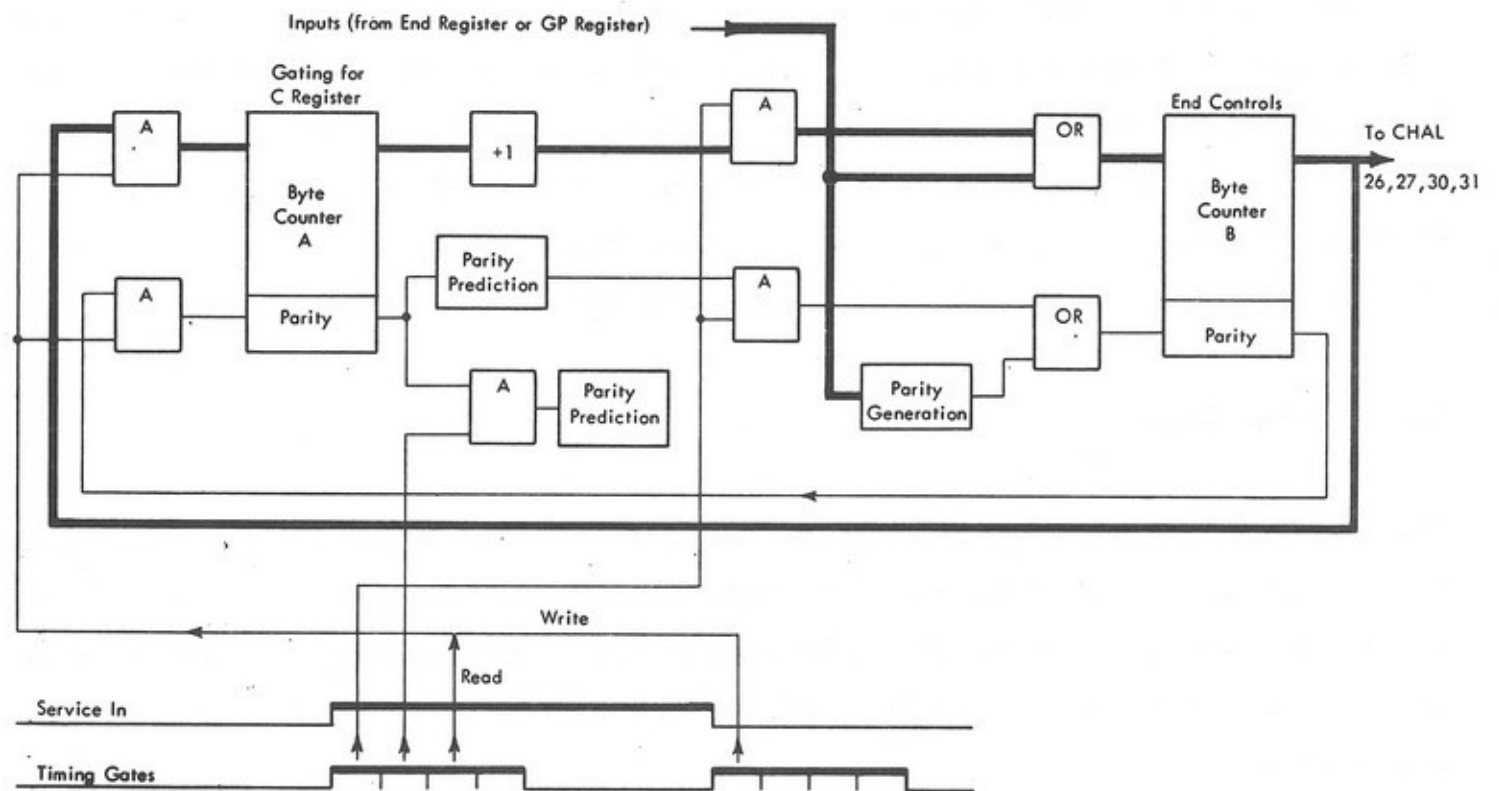 Inputs (from End Register or GP Register)
Gating for
C Register
A
Byte
Counter
A
Parity
A
+1
Parity
Prediction
A
Parity
Prediction
A
A
OR
OR
Parity
Generation
End Controls
Byte
Counter
B
Parity
To CHAL
26,27,30,31
Write
Read
Service In
Timing Gates